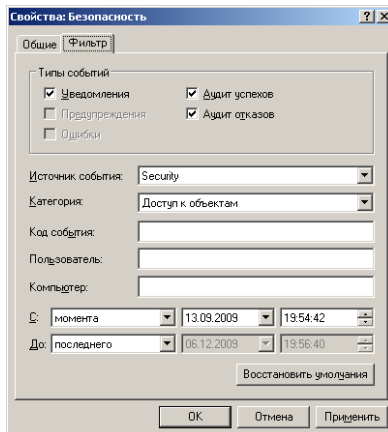 Свойства: Безопасность
Общие Фильтр
Типы событий
Уведомления Аудит успехов
Предупреждения Аудит отказов
Ошибки
Источник события: Security
Категория: Доступ к объектам
Код события:
Пользователь:
Компьютер:
С: момента 13.09.2009 19:54:42
До: последнего 06.12.2009 19:56:40
Восстановить умолчания
ОК Отмена Применить